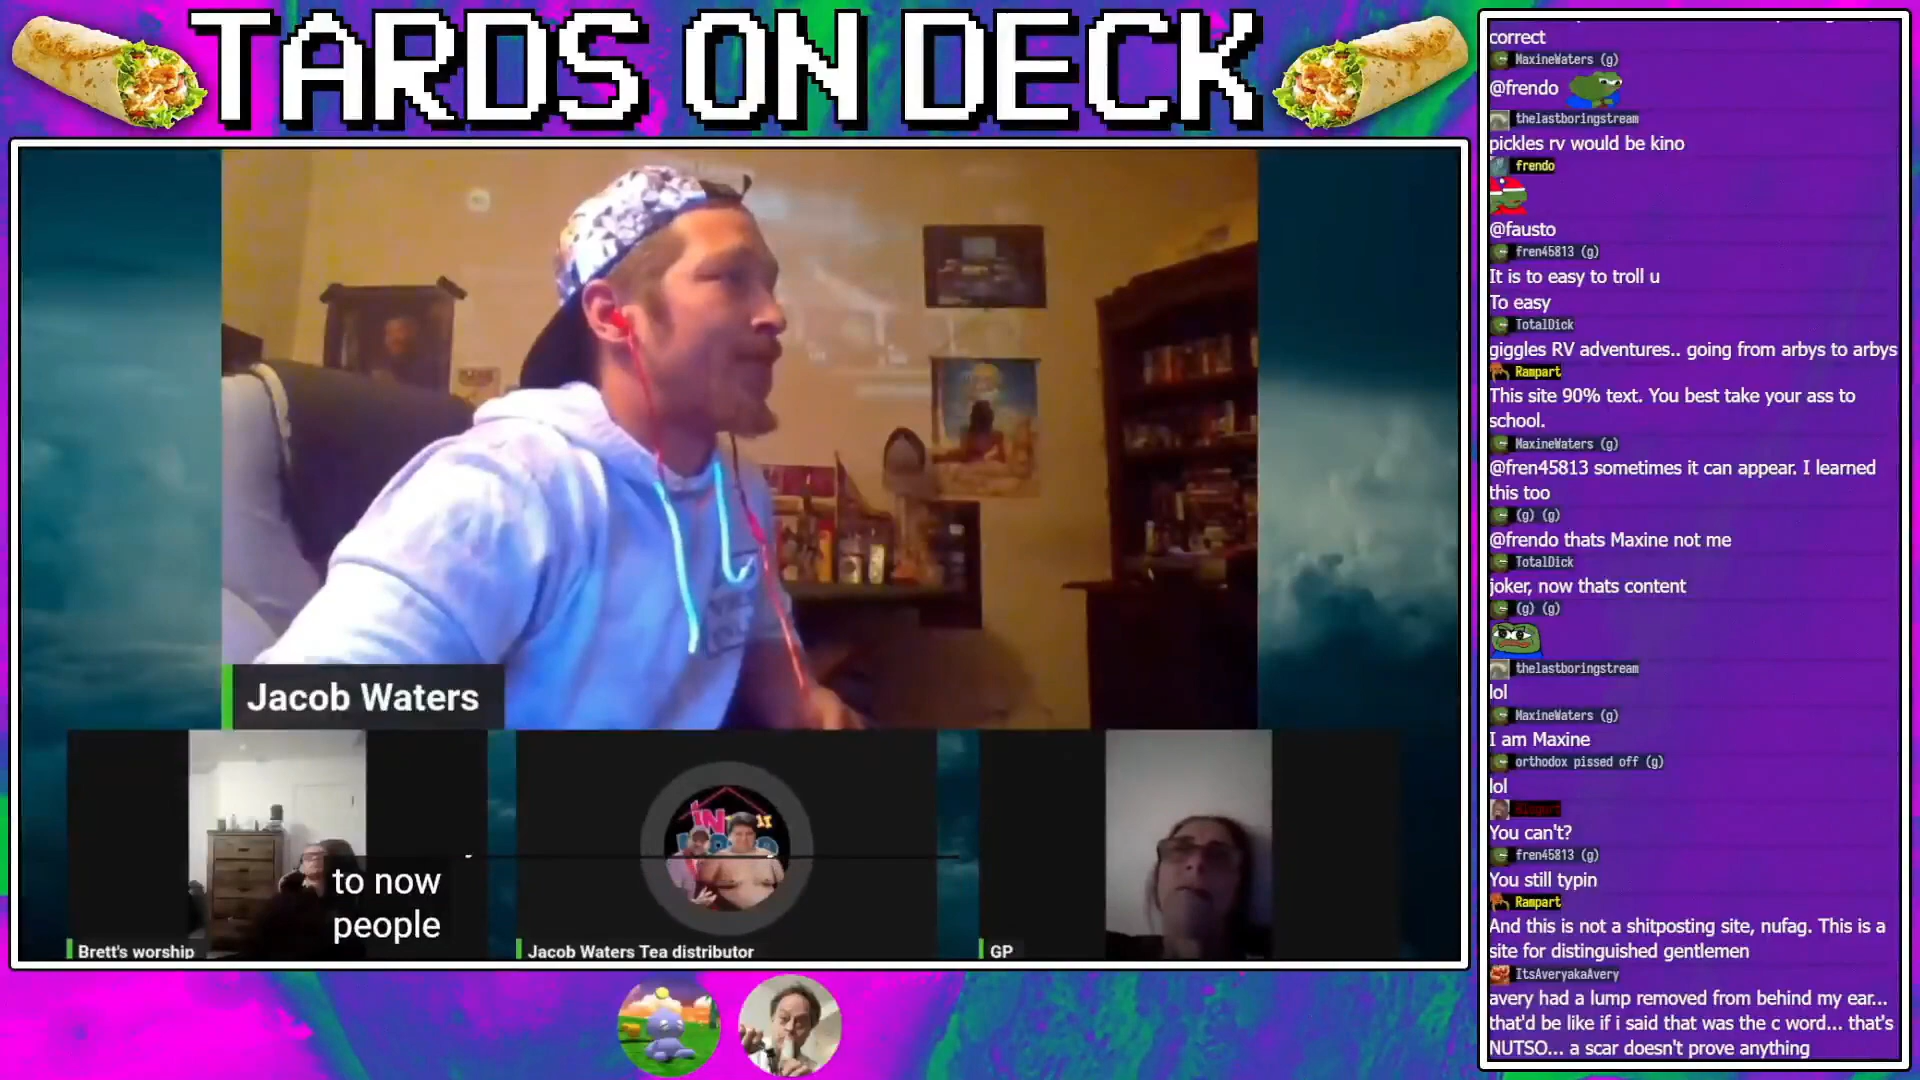 TARDS ON DECK
Jacob Waters
to now
people
Brett's worship
Jacob Waters Tea distributor
GP
correct
MaxineWaters (g)
@frendo
thelastboringstream
pickles rv would be kino
frendo
@fausto
fren45813 (g)
It is to easy to troll u
To easy
TotalDick
giggles RV adventures.. going from arbys to arbys
Rampart
This site 90% text. You best take your ass to
school.
MaxineWaters (g)
@fren45813 sometimes it can appear. I learned
this too
(g) (g)
@frendo thats Maxine not me
TotalDick
joker, now thats content
(g) (g)
thelastboringstream
lol
MaxineWaters (g)
I am Maxine
orthodox pissed off (g)
lol
You can't?
fren45813 (g)
You still typin
Rampart
And this is not a shitposting site, nufag. This is a
site for distinguished gentlemen
ItsAveryakaAvery
avery had a lump removed from behind my ear...
that'd be like if i said that was the c word... that's
NUTSO... a scar doesn't prove anything